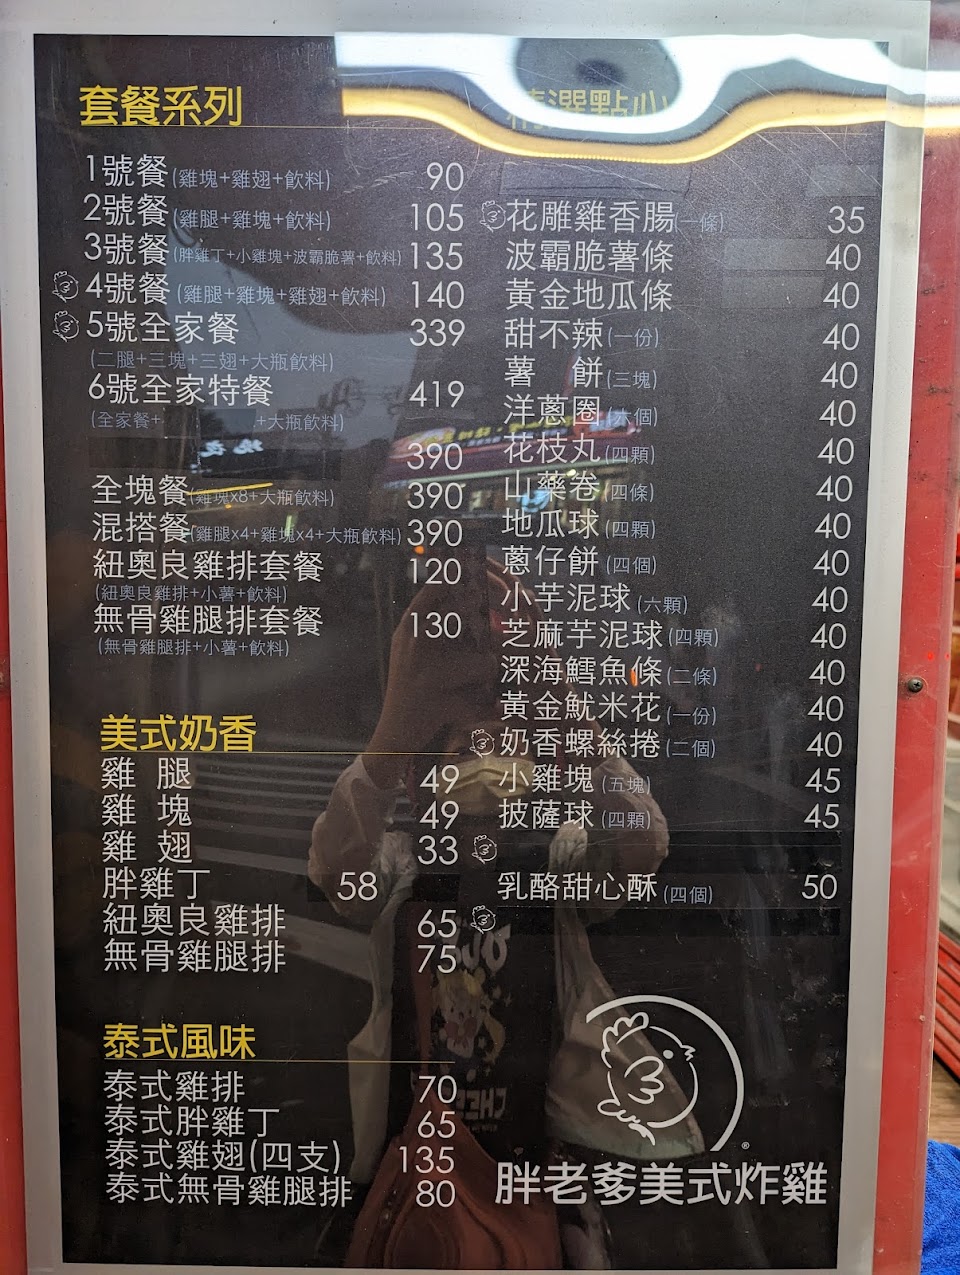 套餐系列
1號餐(雞塊+雞翅+飲料) 90
2號餐(雞腿+雞塊+飲料) 105
3號餐(胖雞丁+小雞塊+波霸脆薯+飲料) 135
4號餐(雞腿+雞塊+雞翅+飲料) 140
5號全家餐 339
(二腿+三塊+三翅+大瓶飲料)
6號全家特餐 419
(全家餐+ +大瓶飲料)
390
全塊餐(雞塊x8+大瓶飲料) 390
混搭餐(雞腿x4+雞塊x4+大瓶飲料) 390
紐奧良雞排套餐 120
(紐奧良雞排+小薯+飲料)
無骨雞腿排套餐 130
(無骨雞腿排+小薯+飲料)
美式奶香
雞 腿 49
雞 塊 49
雞 翅 33
胖雞丁 58
紐奧良雞排 65
無骨雞腿排 75
泰式風味
泰式雞排 70
泰式胖雞丁 65
泰式雞翅(四支) 135
泰式無骨雞腿排 80
精選點心
花雕雞香腸(一條) 35
波霸脆薯條 40
黃金地瓜條 40
甜不辣(一份) 40
薯 餅(三塊) 40
洋蔥圈(六個) 40
花枝丸(四顆) 40
山藥卷(四條) 40
地瓜球(四顆) 40
蔥仔餅(四個) 40
小芋泥球(六顆) 40
芝麻芋泥球(四顆) 40
深海鱈魚條(二條) 40
黃金魷米花(一份) 40
奶香螺絲捲(二個) 40
小雞塊(五塊) 45
披薩球(四顆) 45
乳酪甜心酥(四個) 50
®
胖老爹美式炸雞